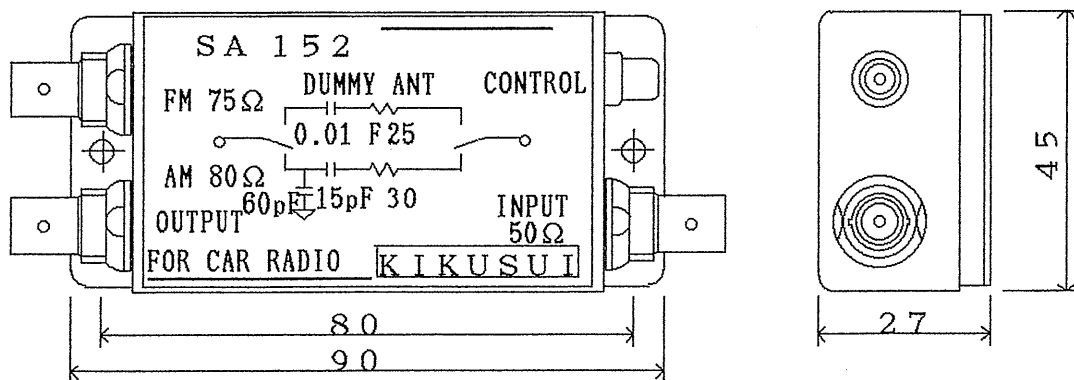 SA 152
DUMMY ANT
CONTROL
FM 75Ω
0.01 F 25
AM 80Ω
60pF 15pF 30
OUTPUT
INPUT
50Ω
FOR CAR RADIO
KIKUSUI
80
90
27
45